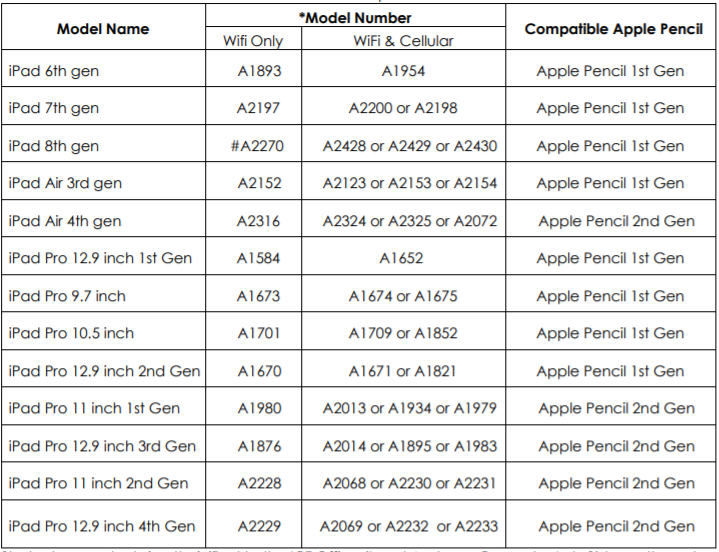 *Model Number
Model Name Compatible Apple Pencil
Wifi Only WiFi & Cellular
iPad 6th gen A1893 A1954 Apple Pencil 1st Gen
iPad 7th gen A2197 A2200 or A2198 Apple Pencil 1st Gen
iPad 8th gen #A2270 A2428 or A2429 or A2430 Apple Pencil 1st Gen
iPad Air 3rd gen A2152 A2123 or A2153 or A2154 Apple Pencil 1st Gen
iPad Air 4th gen A2316 A2324 or A2325 or A2072 Apple Pencil 2nd Gen
iPad Pro 12.9 inch 1st Gen A1584 A1652 Apple Pencil 1st Gen
iPad Pro 9.7 inch A1673 A1674 or A1675 Apple Pencil 1st Gen
iPad Pro 10.5 inch A1701 A1709 or A1852 Apple Pencil 1st Gen
iPad Pro 12.9 inch 2nd Gen A1670 A1671 or A1821 Apple Pencil 1st Gen
iPad Pro 11 inch 1st Gen A1980 A2013 or A1934 or A1979 Apple Pencil 2nd Gen
iPad Pro 12.9 inch 3rd Gen A1876 A2014 or A1895 or A1983 Apple Pencil 2nd Gen
iPad Pro 11 inch 2nd Gen A2228 A2068 or A2230 or A2231 Apple Pencil 2nd Gen
iPad Pro 12.9 inch 4th Gen A2229 A2069 or A2232 or A2233 Apple Pencil 2nd Gen